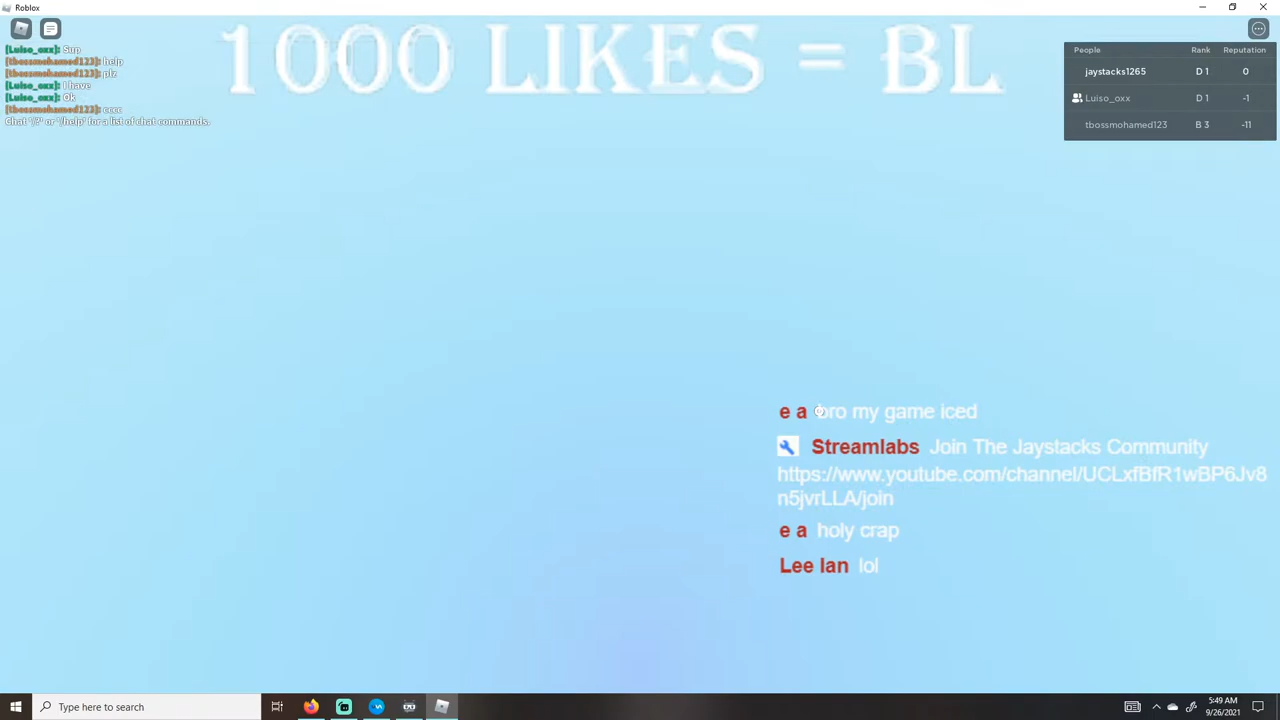 Roblox
1000 LIKES = BL
[Luiso_oxx]: Sup
[tbossmohamed123]: help
[tbossmohamed123]: plz
[Luiso_oxx]: I have
[Luiso_oxx]: Ok
[tbossmohamed123]: cccc
Chat '/?' or '/help' for a list of chat commands.
People Rank Reputation
jaystacks1265 D 1 0
Luiso_oxx D 1 -1
tbossmohamed123 B 3 -11
e a bro my game iced
Streamlabs Join The Jaystacks Community
https://www.youtube.com/channel/UCLxfBfR1wBP6Jv8
n5jvrLLA/join
e a holy crap
Lee Ian lol
Type here to search
5:49 AM
9/26/2021